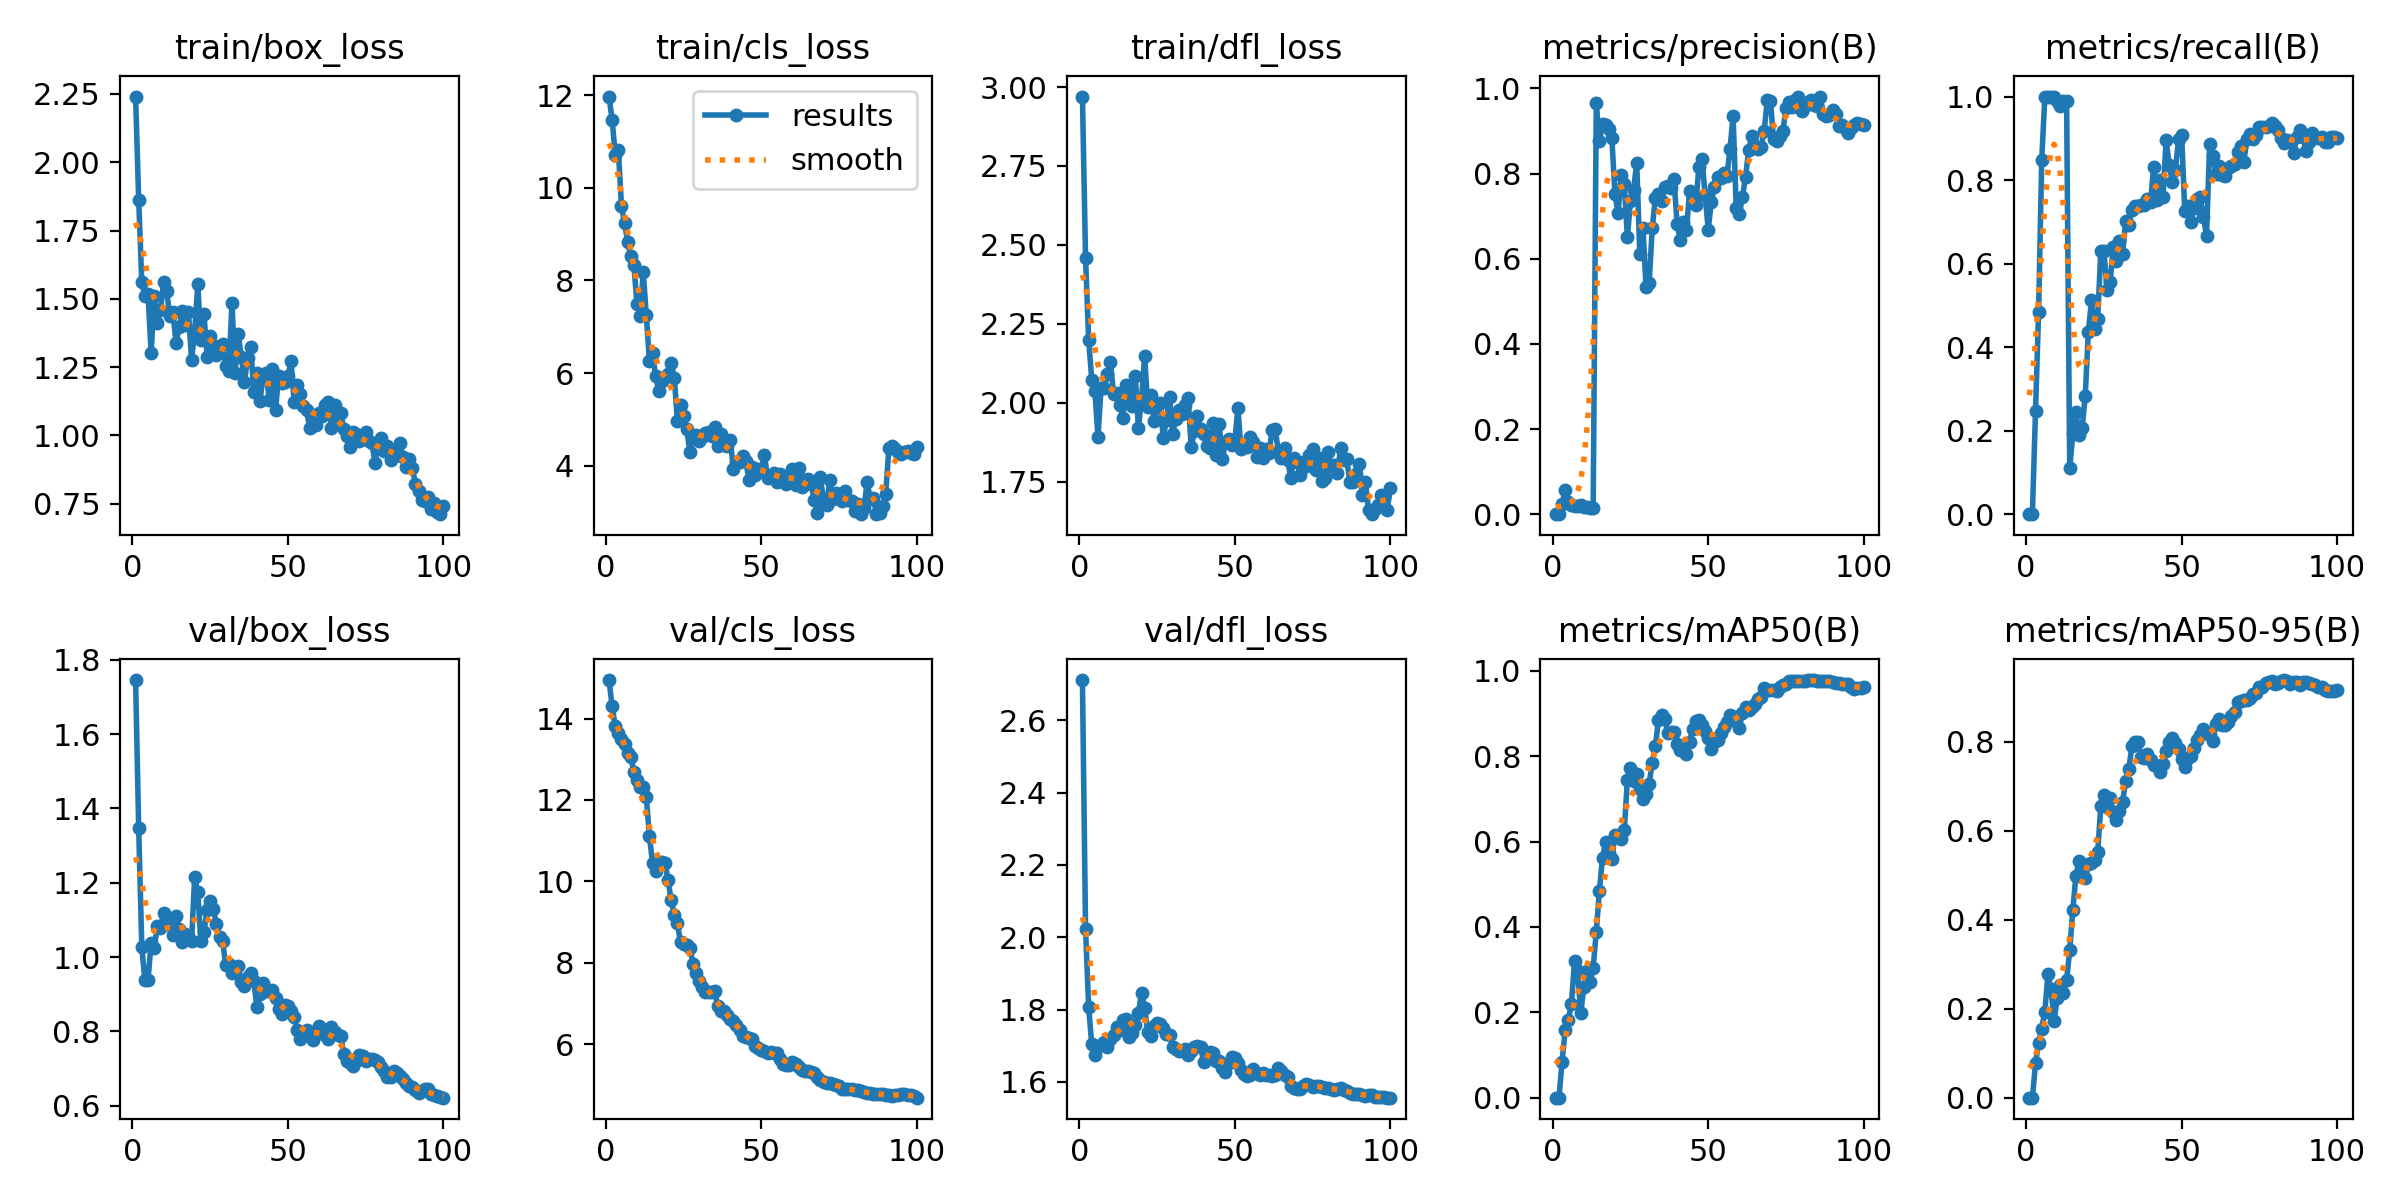 train/box_loss
2.25
2.00
1.75
1.50
1.25
1.00
0.75
0 50 100
train/cls_loss
12
10
8
6
4
0 50 100
results
smooth
train/dfl_loss
3.00
2.75
2.50
2.25
2.00
1.75
0 50 100
metrics/precision(B)
1.0
0.8
0.6
0.4
0.2
0.0
0 50 100
metrics/recall(B)
1.0
0.8
0.6
0.4
0.2
0.0
0 50 100
val/box_loss
1.8
1.6
1.4
1.2
1.0
0.8
0.6
0 50 100
val/cls_loss
14
12
10
8
6
0 50 100
val/dfl_loss
2.6
2.4
2.2
2.0
1.8
1.6
0 50 100
metrics/mAP50(B)
1.0
0.8
0.6
0.4
0.2
0.0
0 50 100
metrics/mAP50-95(B)
0.8
0.6
0.4
0.2
0.0
0 50 100